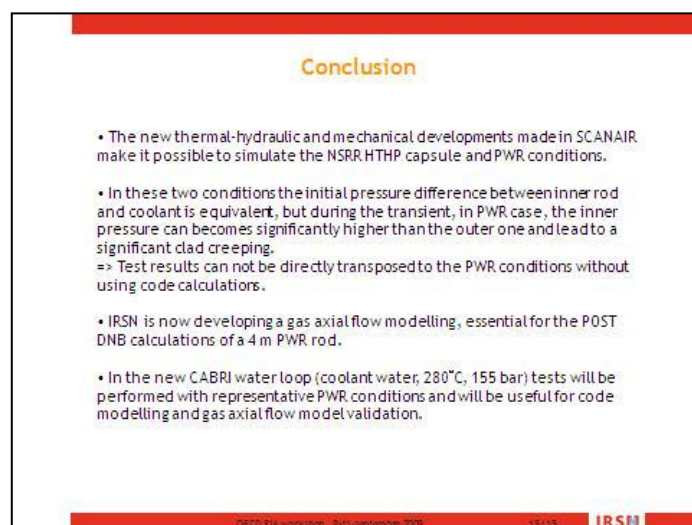 Conclusion
• The new thermal-hydraulic and mechanical developments made in SCANAIR
make it possible to simulate the NSRR HTHP capsule and PWR conditions.
• In these two conditions the initial pressure difference between inner rod
and coolant is equivalent, but during the transient, in PWR case, the inner
pressure can becomes significantly higher than the outer one and lead to a
significant clad creeping.
=> Test results can not be directly transposed to the PWR conditions without
using code calculations.
• IRSN is now developing a gas axial flow modelling, essential for the POST
DNB calculations of a 4 m PWR rod.
• In the new CABRI water loop (coolant water, 280°C, 155 bar) tests will be
performed with representative PWR conditions and will be useful for code
modelling and gas axial flow model validation.
OECD RIA workshop 2009
IRSN